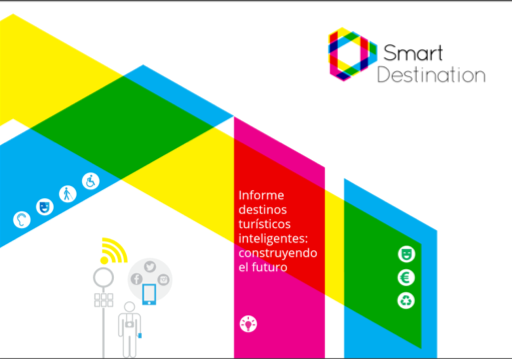 Smart
Destination
Informe
destinos
turísticos
inteligentes:
construyendo
el futuro